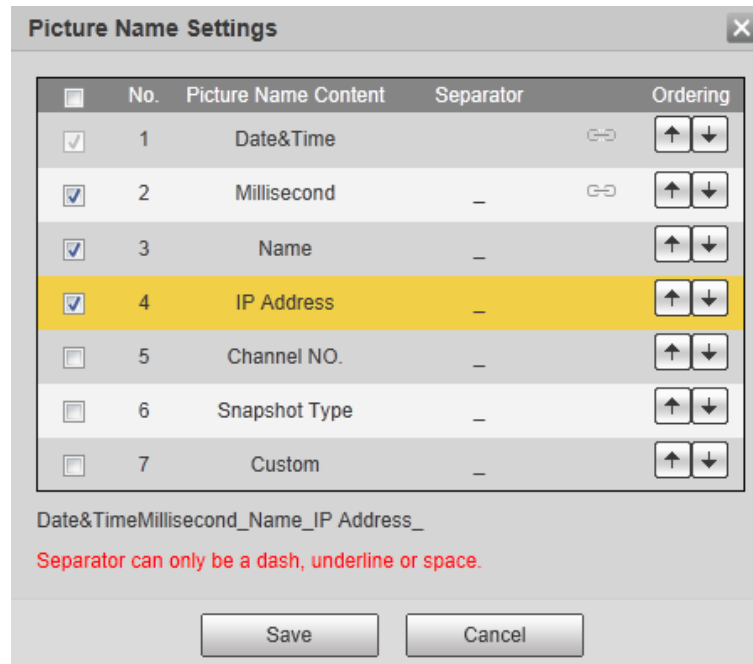 Picture Name Settings
No. Picture Name Content Separator Ordering
1 Date&Time
2 Millisecond _
3 Name _
4 IP Address _
5 Channel NO. _
6 Snapshot Type _
7 Custom _
Date&TimeMillisecond_Name_IP Address_
Separator can only be a dash, underline or space.
Save Cancel